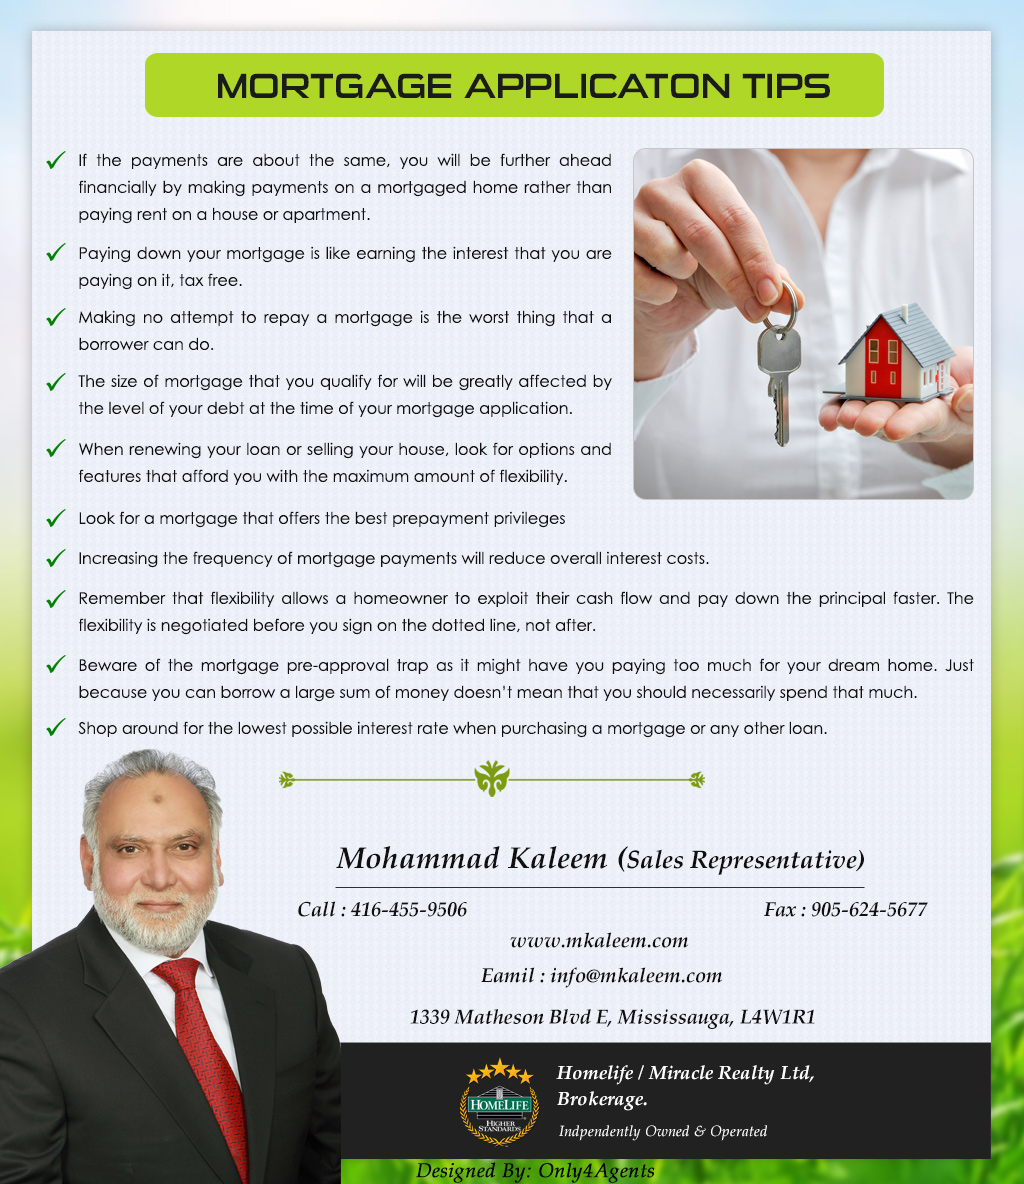 MORTGAGE APPLICATON TIPS
If the payments are about the same, you will be further ahead
financially by making payments on a mortgaged home rather than
paying rent on a house or apartment.
Paying down your mortgage is like earning the interest that you are
paying on it, tax free.
Making no attempt to repay a mortgage is the worst thing that a
borrower can do.
The size of mortgage that you qualify for will be greatly affected by
the level of your debt at the time of your mortgage application.
When renewing your loan or selling your house, look for options and
features that afford you with the maximum amount of flexibility.
Look for a mortgage that offers the best prepayment privileges
Increasing the frequency of mortgage payments will reduce overall interest costs.
Remember that flexibility allows a homeowner to exploit their cash flow and pay down the principal faster. The
flexibility is negotiated before you sign on the dotted line, not after.
Beware of the mortgage pre-approval trap as it might have you paying too much for your dream home. Just
because you can borrow a large sum of money doesn't mean that you should necessarily spend that much.
Shop around for the lowest possible interest rate when purchasing a mortgage or any other loan.
Mohammad Kaleem (Sales Representative)
Call : 416-455-9506 Fax : 905-624-5677
www.mkaleem.com
Eamil : info@mkaleem.com
1339 Matheson Blvd E, Mississauga, L4W1R1
HOMELIFE
HIGHER
STANDARDS
Homelife / Miracle Realty Ltd,
Brokerage.
Indpendently Owned & Operated
Designed By: Only4Agents